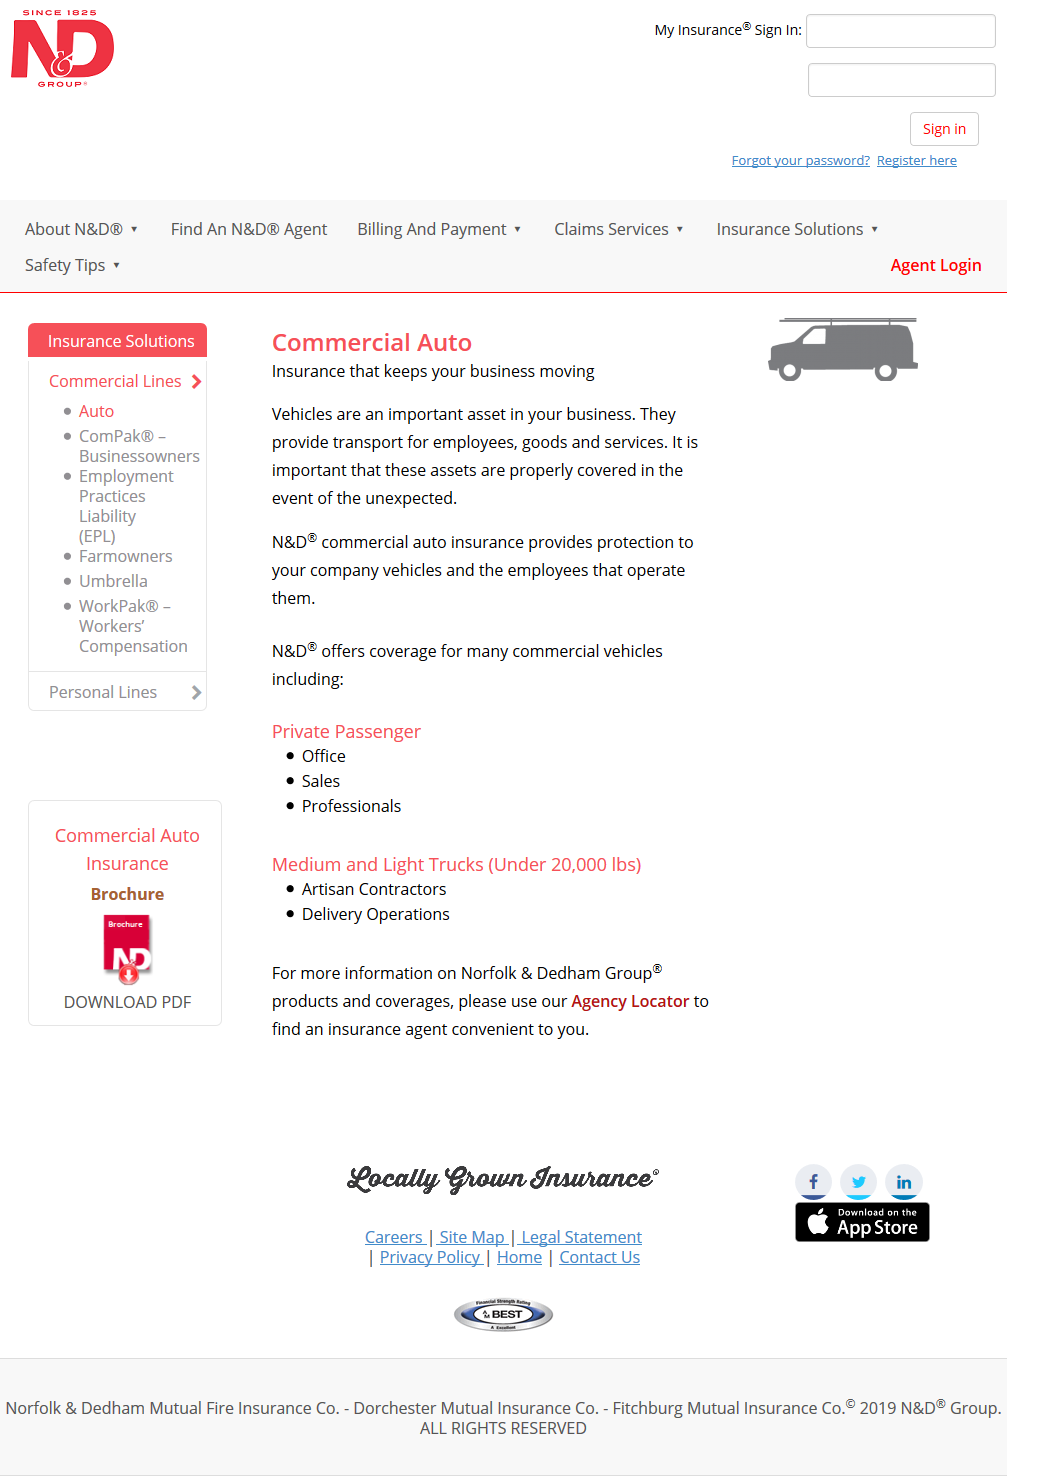 SINCE 1825
N&D
GROUP®
My Insurance® Sign In:
Sign in
Forgot your password? Register here
About N&D® ▼ Find An N&D® Agent Billing And Payment ▼ Claims Services ▼ Insurance Solutions ▼
Safety Tips ▼ Agent Login
Insurance Solutions
Commercial Lines
Auto
ComPak® –
Businessowners
Employment
Practices
Liability
(EPL)
Farmowners
Umbrella
WorkPak® –
Workers’
Compensation
Personal Lines
Commercial Auto
Insurance
Brochure
Brochure
ND
DOWNLOAD PDF
Commercial Auto
Insurance that keeps your business moving
Vehicles are an important asset in your business. They
provide transport for employees, goods and services. It is
important that these assets are properly covered in the
event of the unexpected.
N&D® commercial auto insurance provides protection to
your company vehicles and the employees that operate
them.
N&D® offers coverage for many commercial vehicles
including:
Private Passenger
Office
Sales
Professionals
Medium and Light Trucks (Under 20,000 lbs)
Artisan Contractors
Delivery Operations
For more information on Norfolk & Dedham Group®
products and coverages, please use our Agency Locator to
find an insurance agent convenient to you.
Locally Grown Insurance®
Careers | Site Map | Legal Statement
| Privacy Policy | Home | Contact Us
Financial Strength Rating
AM BEST
A Excellent
f
in
Download on the
App Store
Norfolk & Dedham Mutual Fire Insurance Co. - Dorchester Mutual Insurance Co. - Fitchburg Mutual Insurance Co.© 2019 N&D® Group.
ALL RIGHTS RESERVED